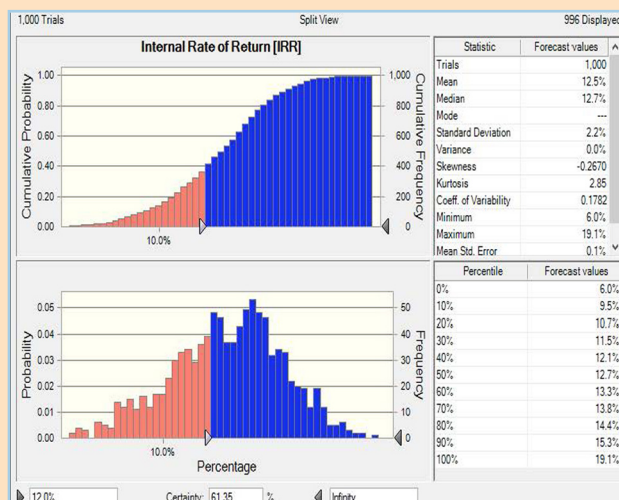 1,000 Trials Split View 996 Displayed
Internal Rate of Return [IRR]
Cumulative Probability
1.00
0.80
0.60
0.40
0.20
0.00
10.0%
1,000
800
600
400
200
0
Cumulative Frequency
Statistic Forecast values
Trials 1,000
Mean 12.5%
Median 12.7%
Mode ---
Standard Deviation 2.2%
Variance 0.0%
Skewness -0.2670
Kurtosis 2.85
Coeff. of Variability 0.1782
Minimum 6.0%
Maximum 19.1%
Mean Std. Error 0.1%
Probability
0.05
0.04
0.03
0.02
0.01
0.00
10.0%
Percentage
50
40
30
20
10
0
Frequency
Percentile Forecast values
0% 6.0%
10% 9.5%
20% 10.7%
30% 11.5%
40% 12.1%
50% 12.7%
60% 13.3%
70% 13.8%
80% 14.4%
90% 15.3%
100% 19.1%
12.0% Certainty: 61.35 % Infinity